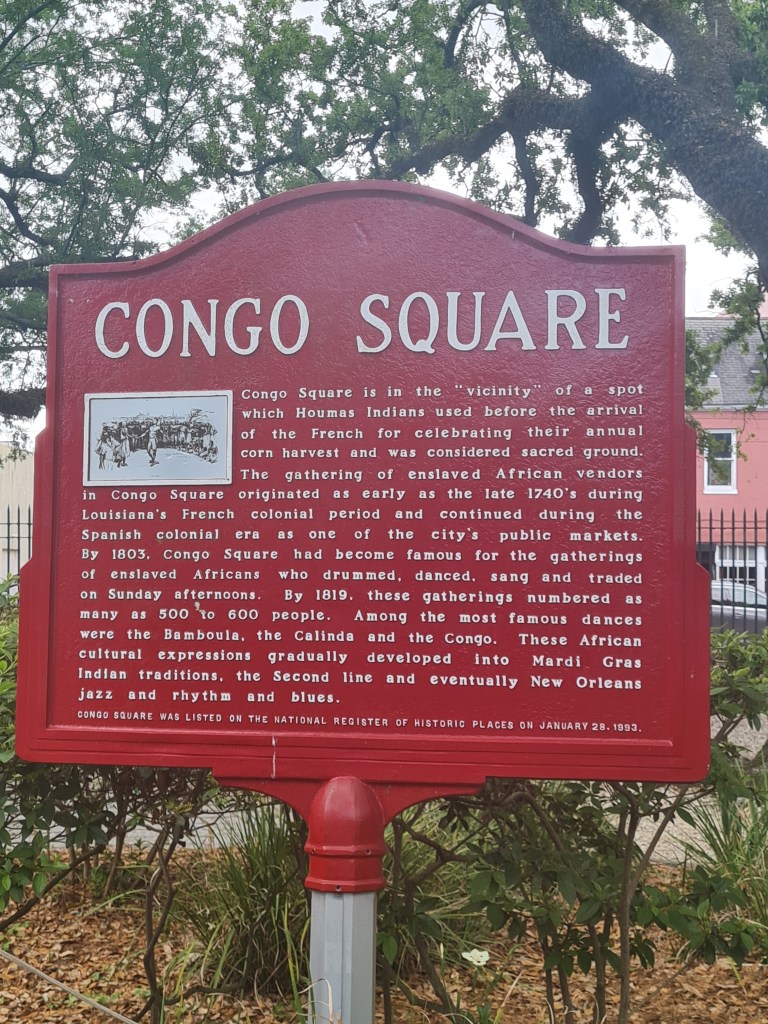 CONGO SQUARE
Congo Square is in the "vicinity" of a spot
which Houmas Indians used before the arrival
of the French for celebrating their annual
corn harvest and was considered sacred ground.
The gathering of enslaved African vendors
in Congo Square originated as early as the late 1740's during
Louisiana's French colonial period and continued during the
Spanish colonial era as one of the city's public markets.
By 1803, Congo Square had become famous for the gatherings
of enslaved Africans who drummed, danced, sang and traded
on Sunday afternoons. By 1819, these gatherings numbered as
many as 500 to 600 people. Among the most famous dances
were the Bamboula, the Calinda and the Congo. These African
cultural expressions gradually developed into Mardi Gras
Indian traditions, the Second line and eventually New Orleans
jazz and rhythm and blues.
CONGO SQUARE WAS LISTED ON THE NATIONAL REGISTER OF HISTORIC PLACES ON JANUARY 28, 1993.